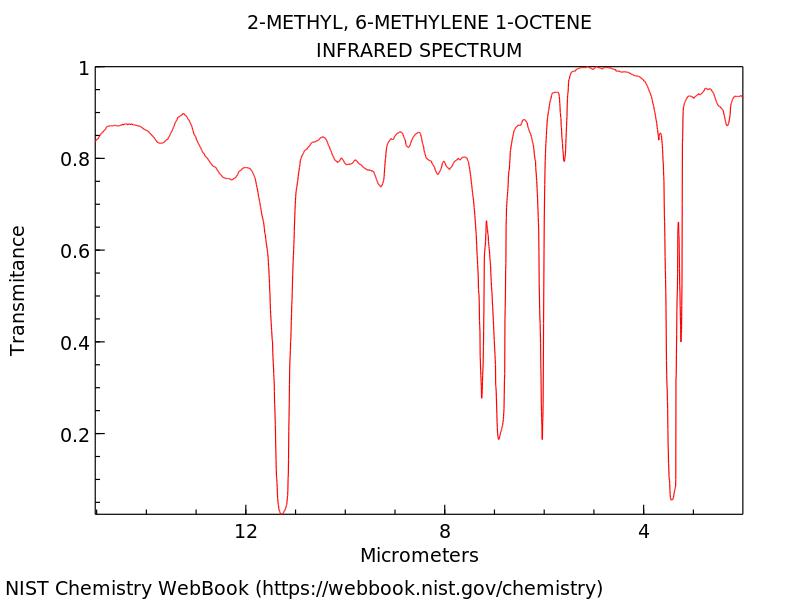 2-METHYL, 6-METHYLENE 1-OCTENE
INFRARED SPECTRUM
1
0.8
0.6
0.4
0.2
Transmitance
12 8 4
Micrometers
NIST Chemistry WebBook (https://webbook.nist.gov/chemistry)